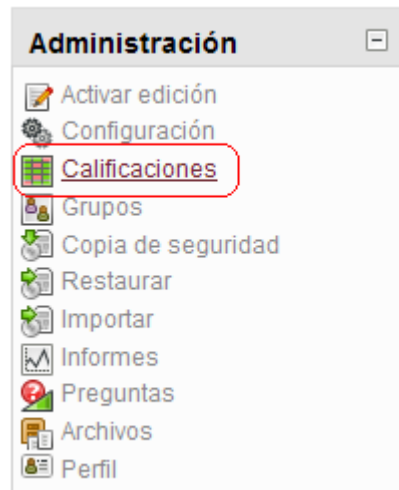 Administración
Activar edición
Configuración
Calificaciones
Grupos
Copia de seguridad
Restaurar
Importar
Informes
Preguntas
Archivos
Perfil